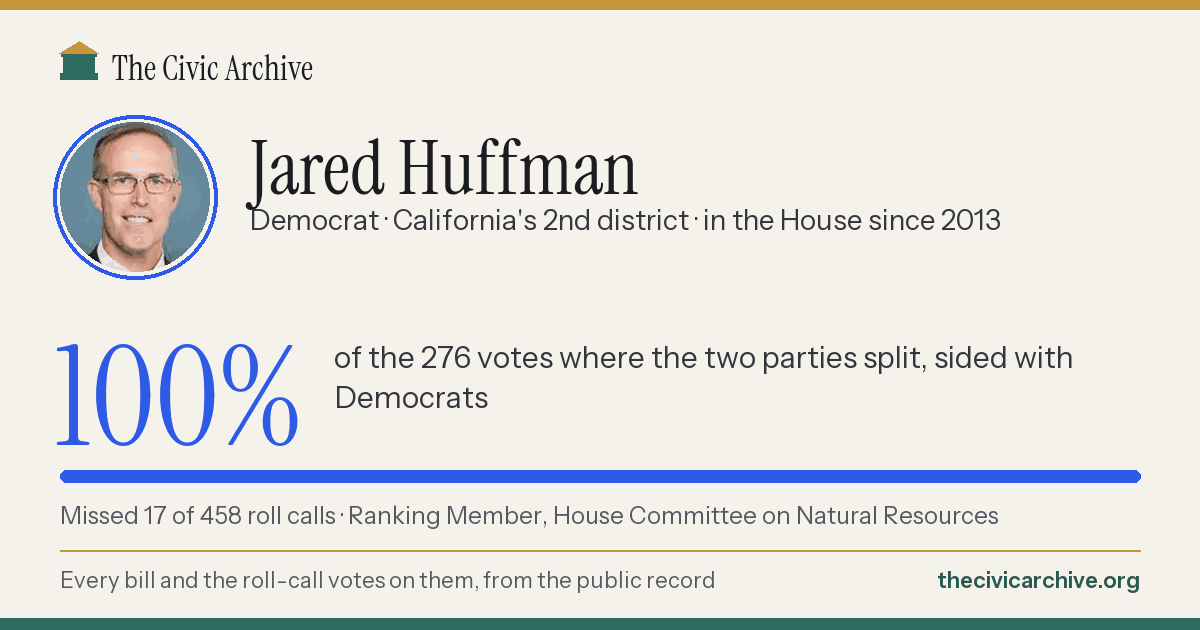 The Civic Archive
Jared Huffman
Democrat · California's 2nd district · in the House since 2013
100%
of the 276 votes where the two parties split, sided with
Democrats
Missed 17 of 458 roll calls · Ranking Member, House Committee on Natural Resources
Every bill and the roll-call votes on them, from the public record
thecivicarchive.org